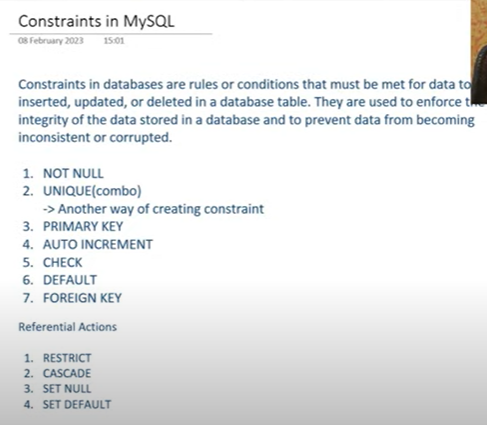 Constraints in MySQL
08 February 2023 15:01
Constraints in databases are rules or conditions that must be met for data to
inserted, updated, or deleted in a database table. They are used to enforce
integrity of the data stored in a database and to prevent data from becoming
inconsistent or corrupted.
1. NOT NULL
2. UNIQUE(combo)
-> Another way of creating constraint
3. PRIMARY KEY
4. AUTO INCREMENT
5. CHECK
6. DEFAULT
7. FOREIGN KEY
Referential Actions
1. RESTRICT
2. CASCADE
3. SET NULL
4. SET DEFAULT